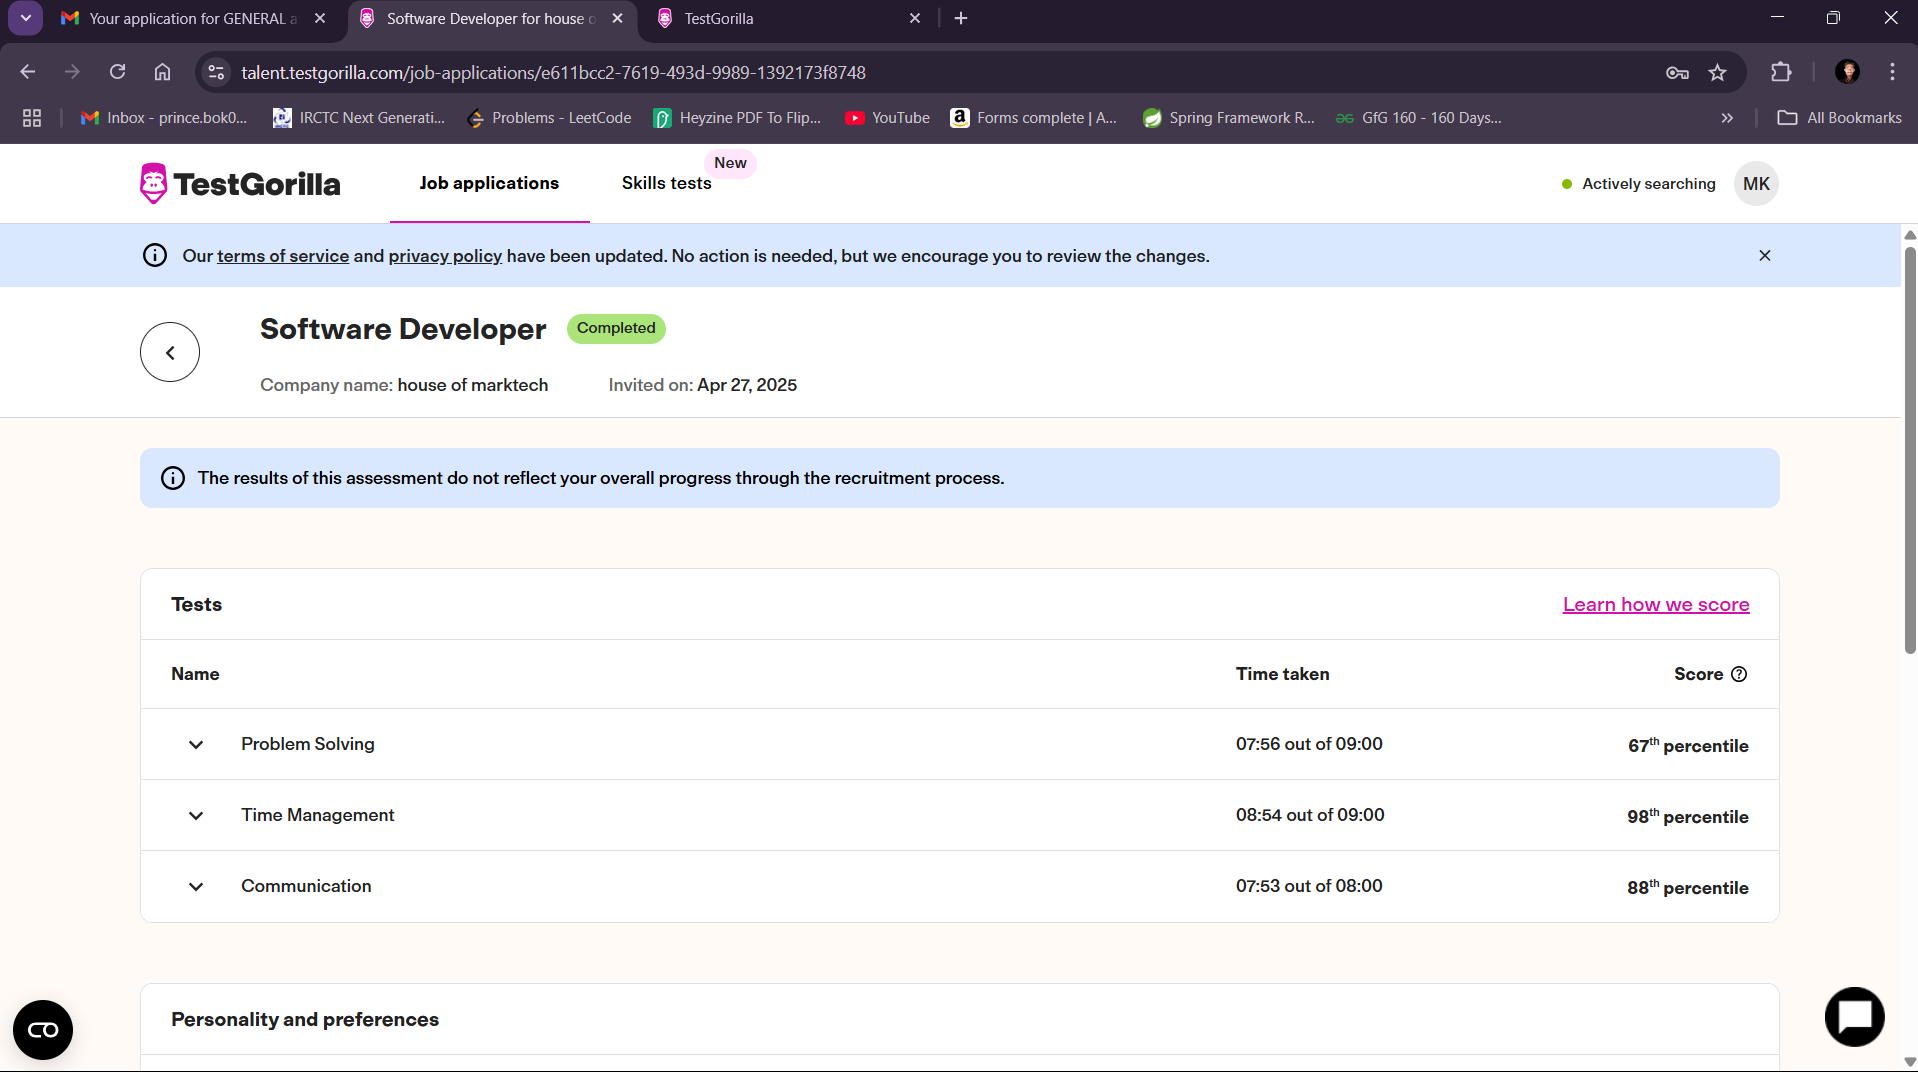 Your application for GENERAL a
Software Developer for house o
TestGorilla
talent.testgorilla.com/job-applications/e611bcc2-7619-493d-9989-1392173f8748
Inbox - prince.bok0...
IRCTC Next Generati...
Problems - LeetCode
Heyzine PDF To Flip...
YouTube
Forms complete | A...
Spring Framework R...
GfG 160 - 160 Days...
All Bookmarks
TestGorilla
Job applications
Skills tests
New
Actively searching
MK
Our terms of service and privacy policy have been updated. No action is needed, but we encourage you to review the changes.
Software Developer
Completed
Company name: house of marktech
Invited on: Apr 27, 2025
The results of this assessment do not reflect your overall progress through the recruitment process.
Tests
Learn how we score
Name
Time taken
Score
Problem Solving
07:56 out of 09:00
67th percentile
Time Management
08:54 out of 09:00
98th percentile
Communication
07:53 out of 08:00
88th percentile
Personality and preferences